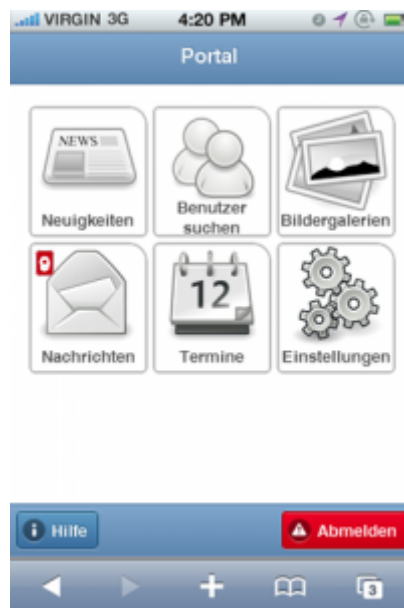 VIRGIN 3G 4:20 PM
Portal
NEWS
Neuigkeiten
Benutzer
suchen
Bildergalerien
12
Nachrichten
Termine
Einstellungen
Hilfe
Abmelden
3